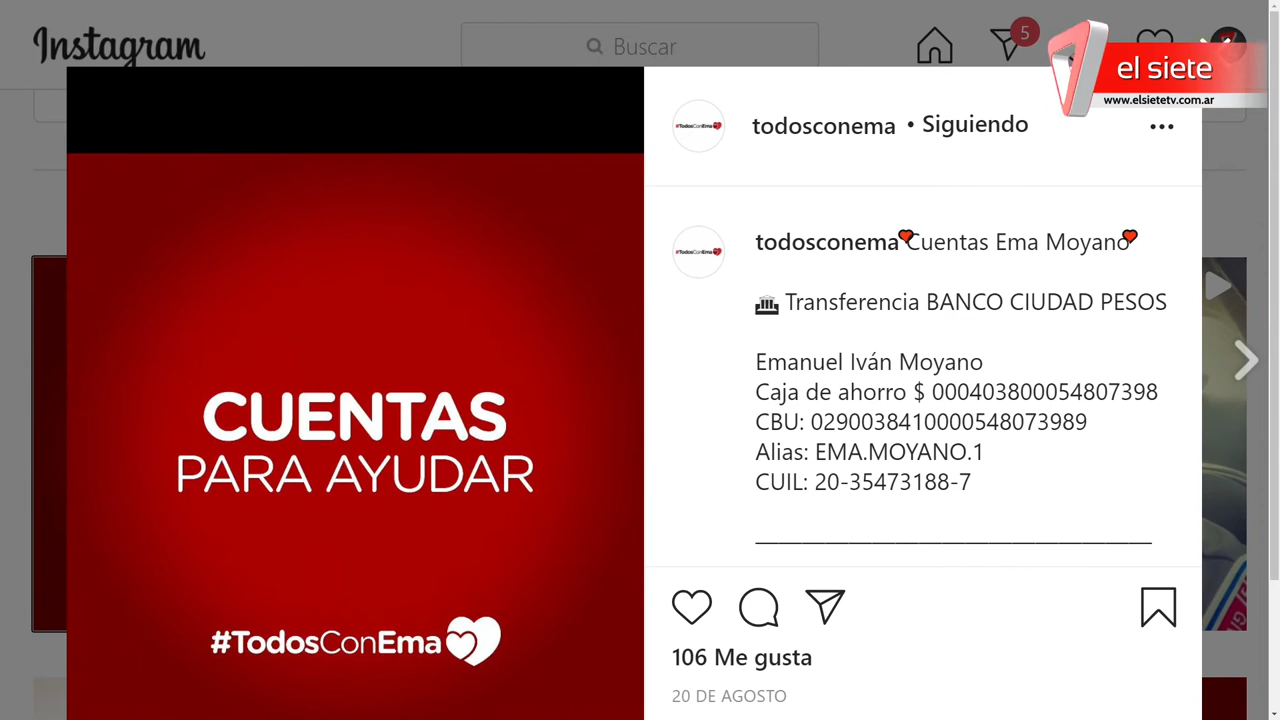 Instagram
Buscar
5
el siete
www.elsietetv.com.ar
#TodosConEma
todosconema • Siguiendo
#TodosConEma
todosconema Cuentas Ema Moyano
Transferencia BANCO CIUDAD PESOS
Emanuel Iván Moyano
Caja de ahorro $ 000403800054807398
CBU: 0290038410000548073989
Alias: EMA.MOYANO.1
CUIL: 20-35473188-7
CUENTAS
PARA AYUDAR
#TodosConEma
106 Me gusta
20 DE AGOSTO